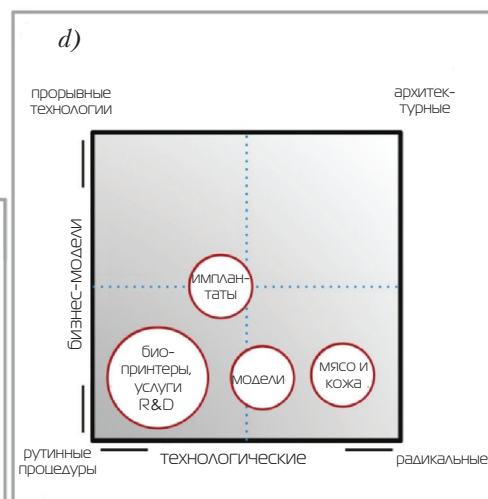 d)
прорывные
технологии
архитек-
турные
бизнес-модели
имплан-
таты
био-
принтеры,
услуги
R&D
модели
мясо и
кожа
рутинные
процедуры
технологические
радикальные